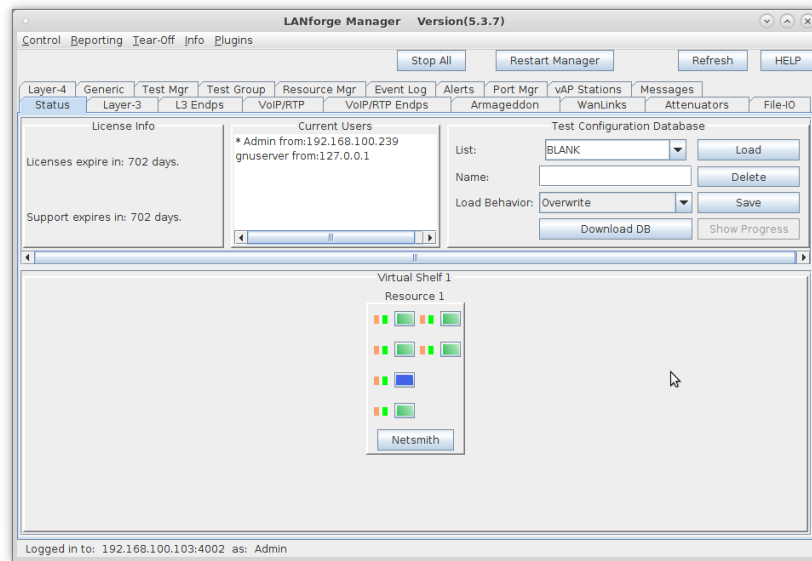 LANforge Manager Version(5.3.7)
Control Reporting Tear-Off Info Plugins
Stop All Restart Manager Refresh HELP
Layer-4 Generic Test Mgr Test Group Resource Mgr Event Log Alerts Port Mgr vAP Stations Messages
Status Layer-3 L3 Endps VoIP/RTP VoIP/RTP Endps Armageddon WanLinks Attenuators File-IO
License Info
Licenses expire in: 702 days.
Support expires in: 702 days.
Current Users
* Admin from:192.168.100.239
gnuserver from:127.0.0.1
Test Configuration Database
List: BLANK Load
Name: Delete
Load Behavior: Overwrite Save
Download DB Show Progress
Virtual Shelf 1
Resource 1
Netsmith
Logged in to: 192.168.100.103:4002 as: Admin